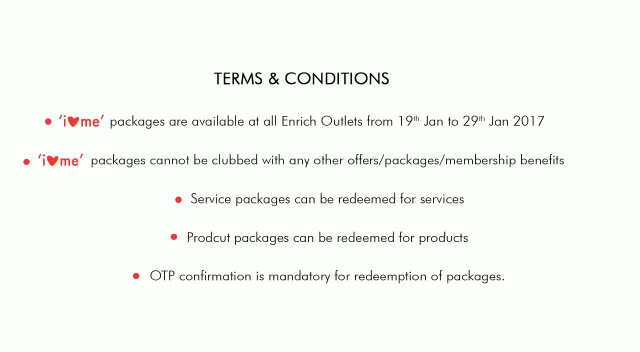 TERMS & CONDITIONS
• 'i♥me' packages are available at all Enrich Outlets from 19th Jan to 29th Jan 2017
• 'i♥me' packages cannot be clubbed with any other offers/packages/membership benefits
• Service packages can be redeemed for services
• Prodcut packages can be redeemed for products
• OTP confirmation is mandatory for redeemption of packages.